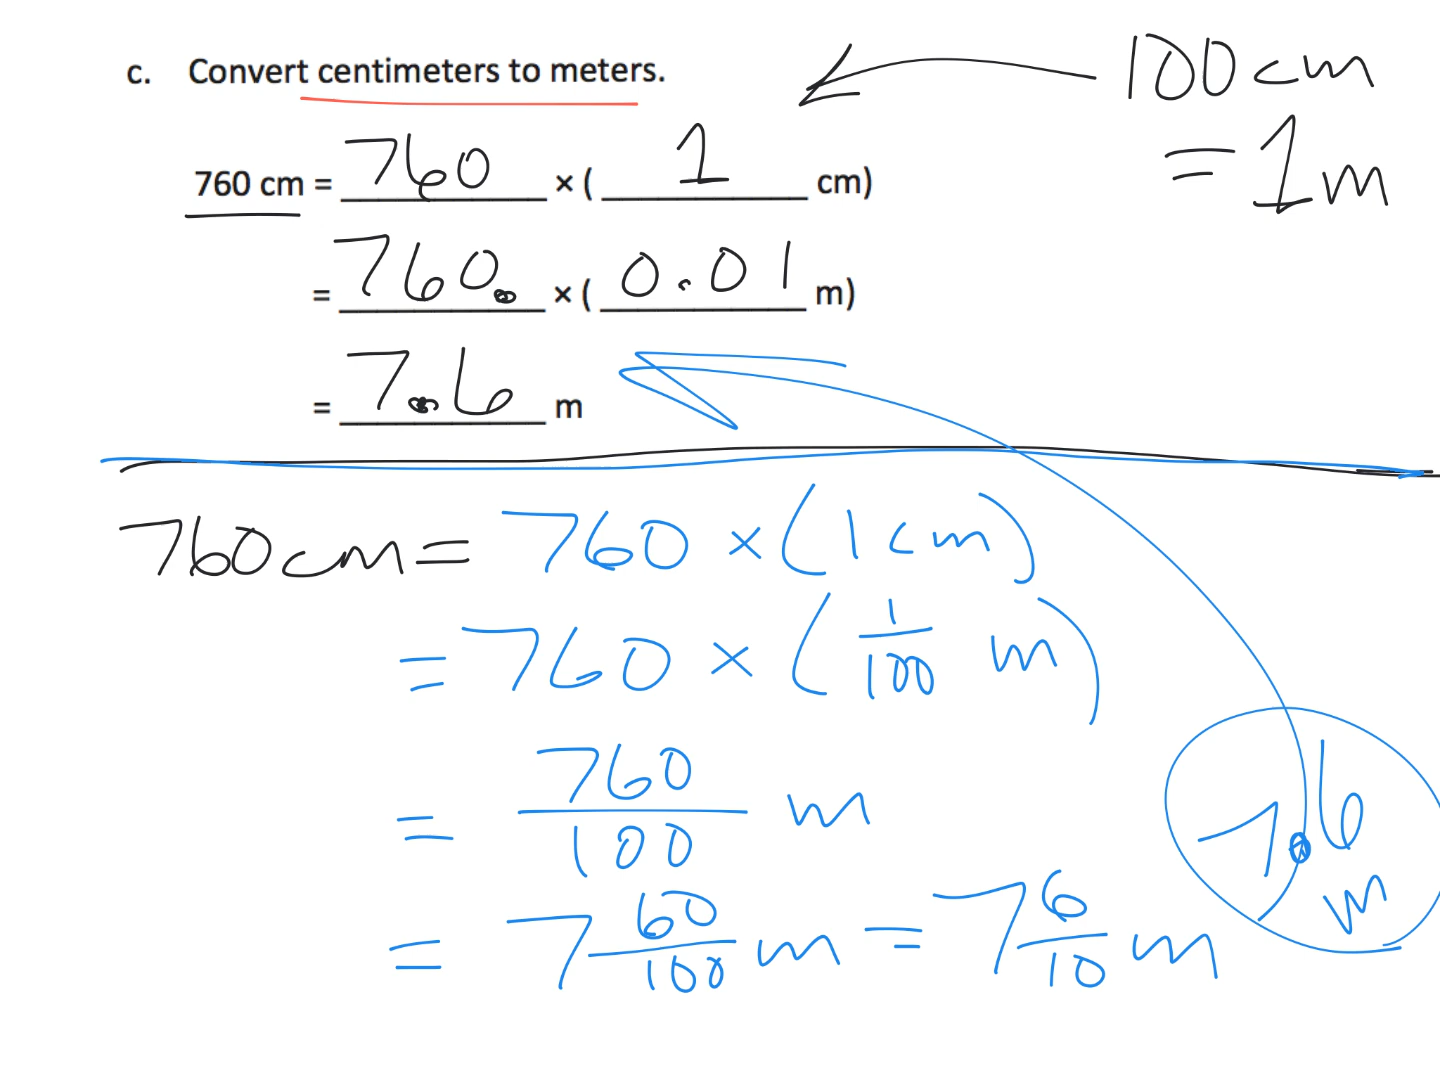 c. Convert centimeters to meters.
100 cm
= 1 m
760 cm = 760 × ( 1 cm)
= 760. × ( 0.01 m)
= 7.6 m
760 cm = 760 × (1 cm)
= 760 × (1/100 m)
= 760/100 m
= 7 60/100 m = 7 6/10 m
7.6
m